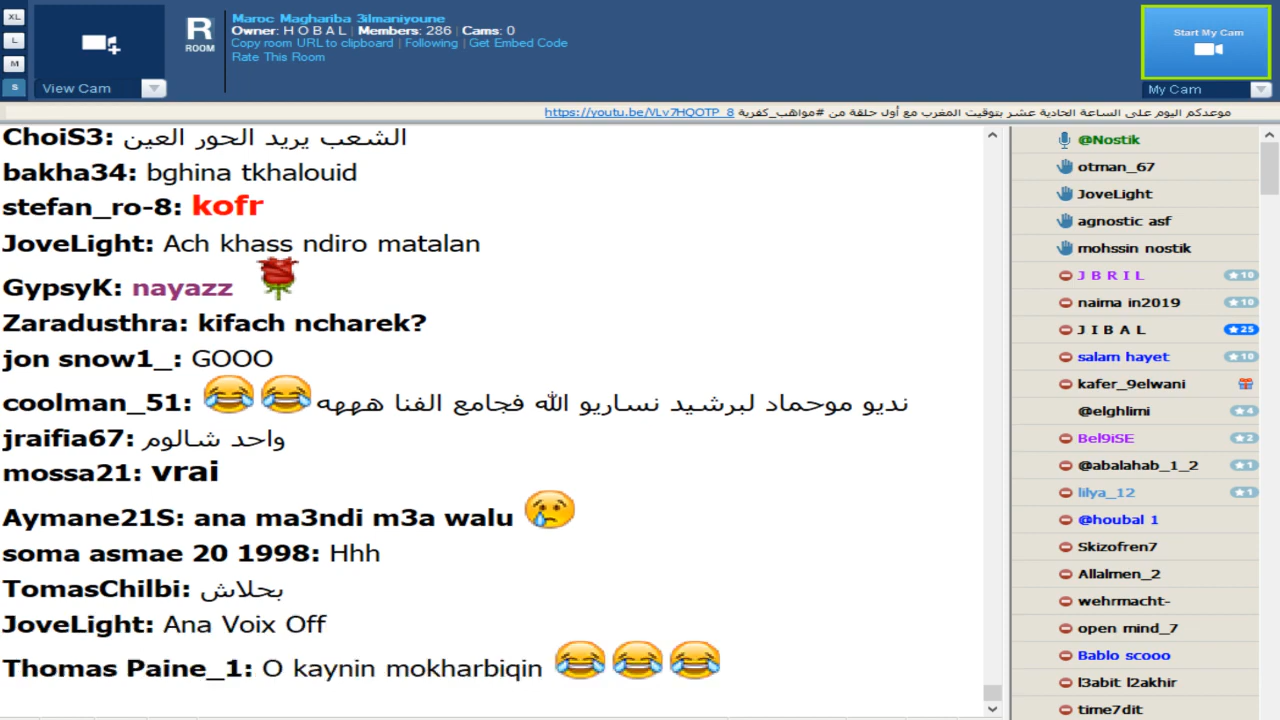 XL
L
M
S
View Cam
R
ROOM
Maroc Maghariba 3ilmaniyoune
Owner: H O B A L | Members: 286 | Cams: 0
Copy room URL to clipboard | Following | Get Embed Code
Rate This Room
Start My Cam
My Cam
موعدكم اليوم على الساعة الحادية عشر بتوقيت المغرب مع أول حلقة من #مواهب_كفرية https://youtu.be/VLv7HQOTP_8
ChoiS3: الشعب يريد الحور العين
bakha34: bghina tkhalouid
stefan_ro-8: kofr
JoveLight: Ach khass ndiro matalan
GypsyK: nayazz
Zaradusthra: kifach ncharek?
jon snow1_: GOOO
coolman_51: 😂😂 نديو موحماد لبرشيد نساريو الله فجامع الفنا هههه
jraifia67: واحد شالوم
mossa21: vrai
Aymane21S: ana ma3ndi m3a walu 😢
soma asmae 20 1998: Hhh
TomasChilbi: بحلاش
JoveLight: Ana Voix Off
Thomas Paine_1: O kaynin mokharbiqin 😂😂😂
@Nostik
otman_67
JoveLight
agnostic asf
mohssin nostik
J B R I L ★10
naima in2019 ★10
J I B A L ★25
salam hayet ★10
kafer_9elwani
@elghlimi ★4
Bel9iSE ★2
@abalahab_1_2 ★1
lilya_12 ★1
@houbal 1
Skizofren7
Allalmen_2
wehrmacht-
open mind_7
Bablo scooo
l3abit l2akhir
time7dit